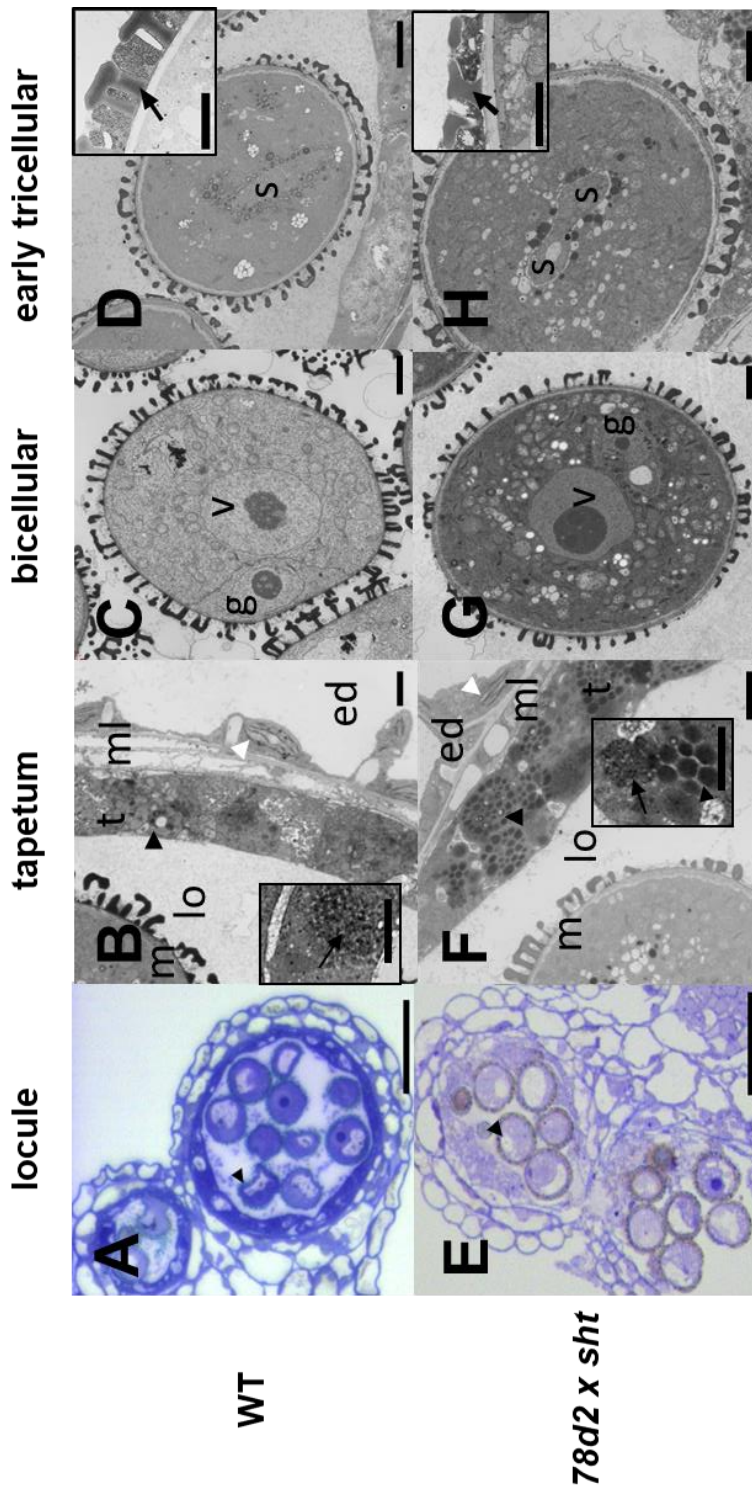 locule tapetum bicellular early tricellular
WT
A
B m lo t ml ed
C g v
D s
78d2 x sht
E
F m lo t ml ed
G v g
H s s